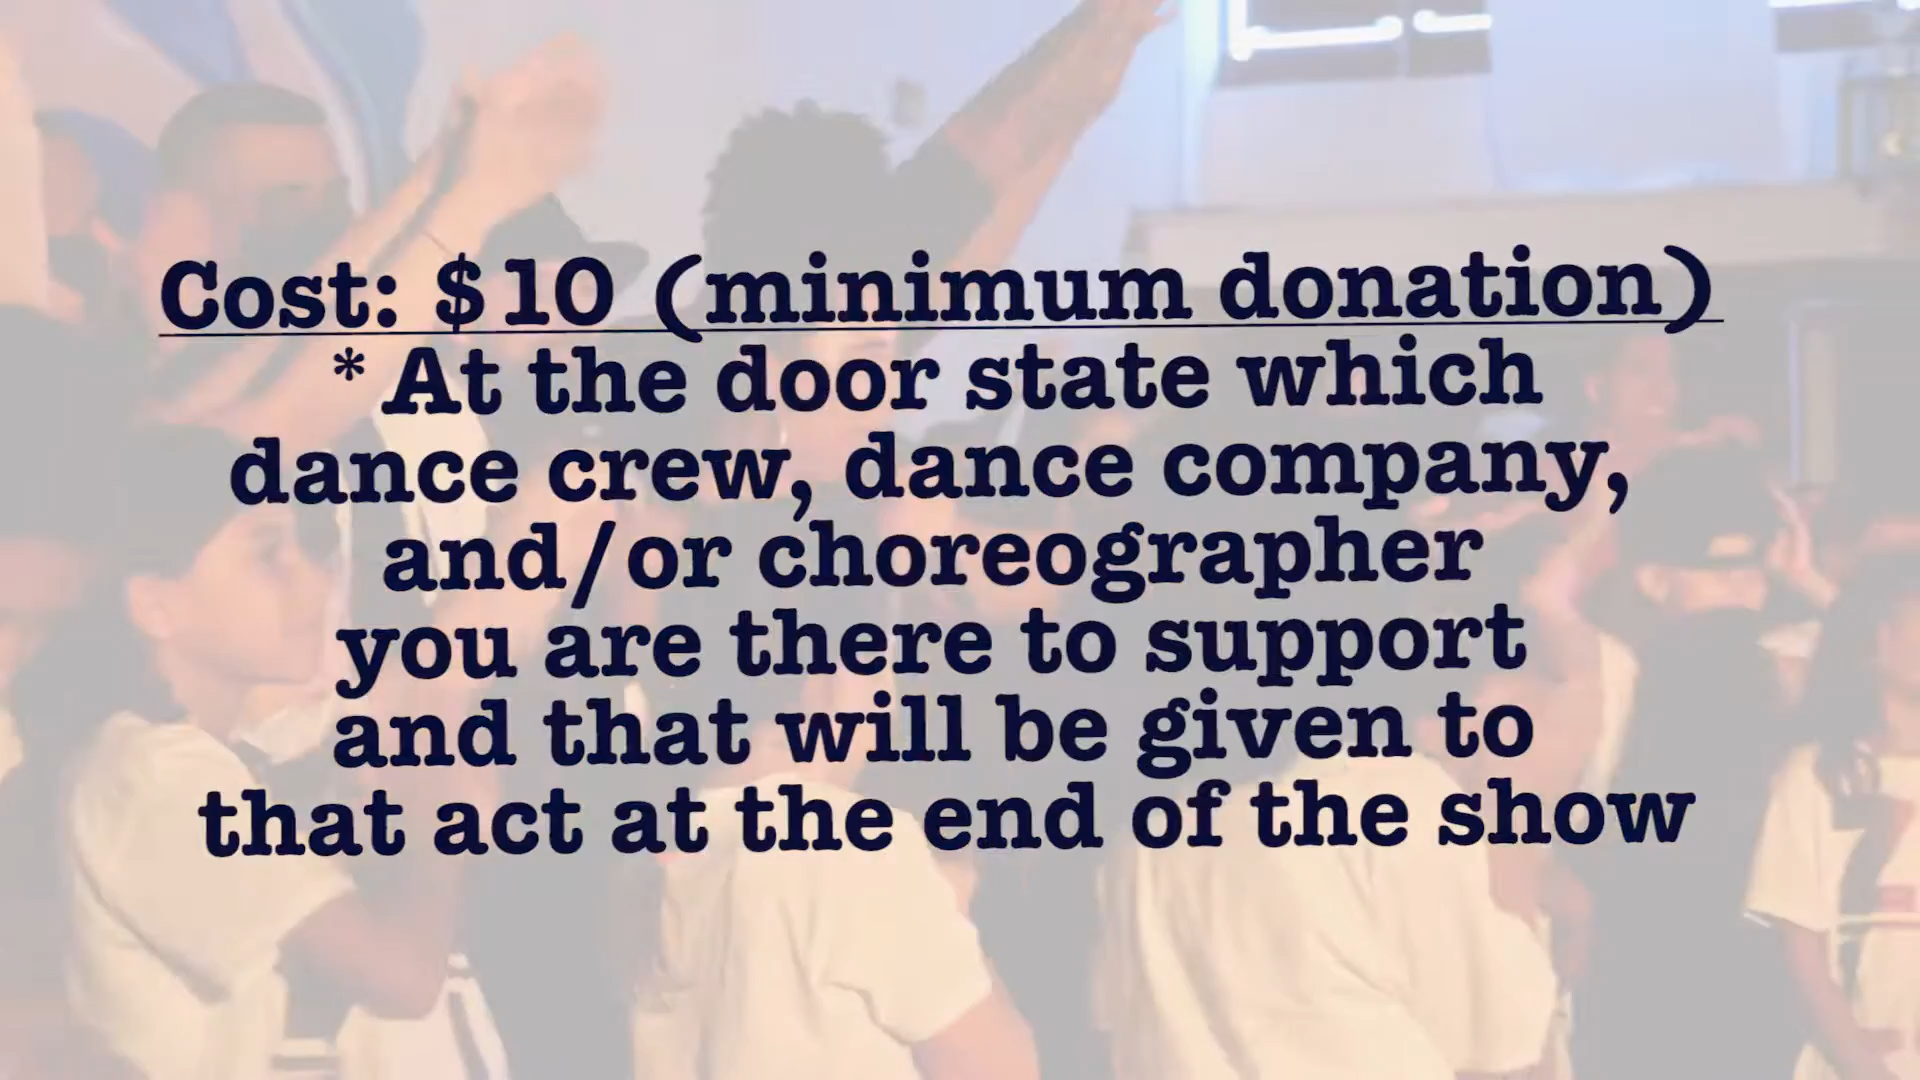 Cost: $10 (minimum donation)
* At the door state which
dance crew, dance company,
and/or choreographer
you are there to support
and that will be given to
that act at the end of the show